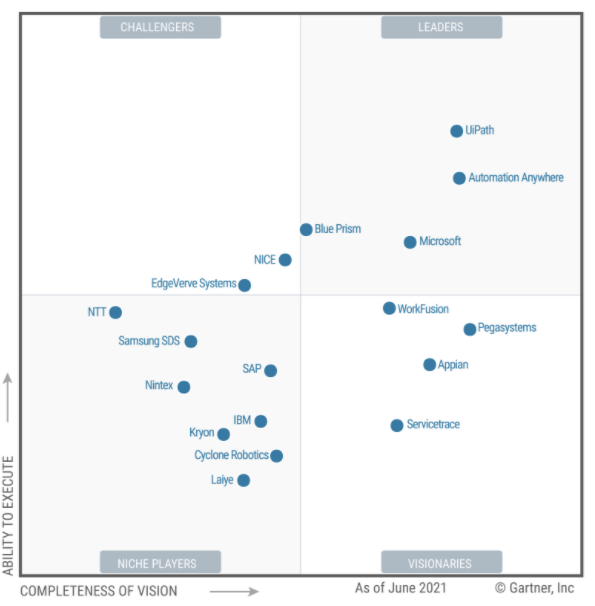 CHALLENGERS
LEADERS
UiPath
Automation Anywhere
Blue Prism
Microsoft
NICE
EdgeVerve Systems
NTT
WorkFusion
Pegasystems
Samsung SDS
Appian
SAP
Nintex
IBM
Servicetrace
Kryon
Cyclone Robotics
Laiye
NICHE PLAYERS
VISIONARIES
ABILITY TO EXECUTE
COMPLETENESS OF VISION
As of June 2021
© Gartner, Inc